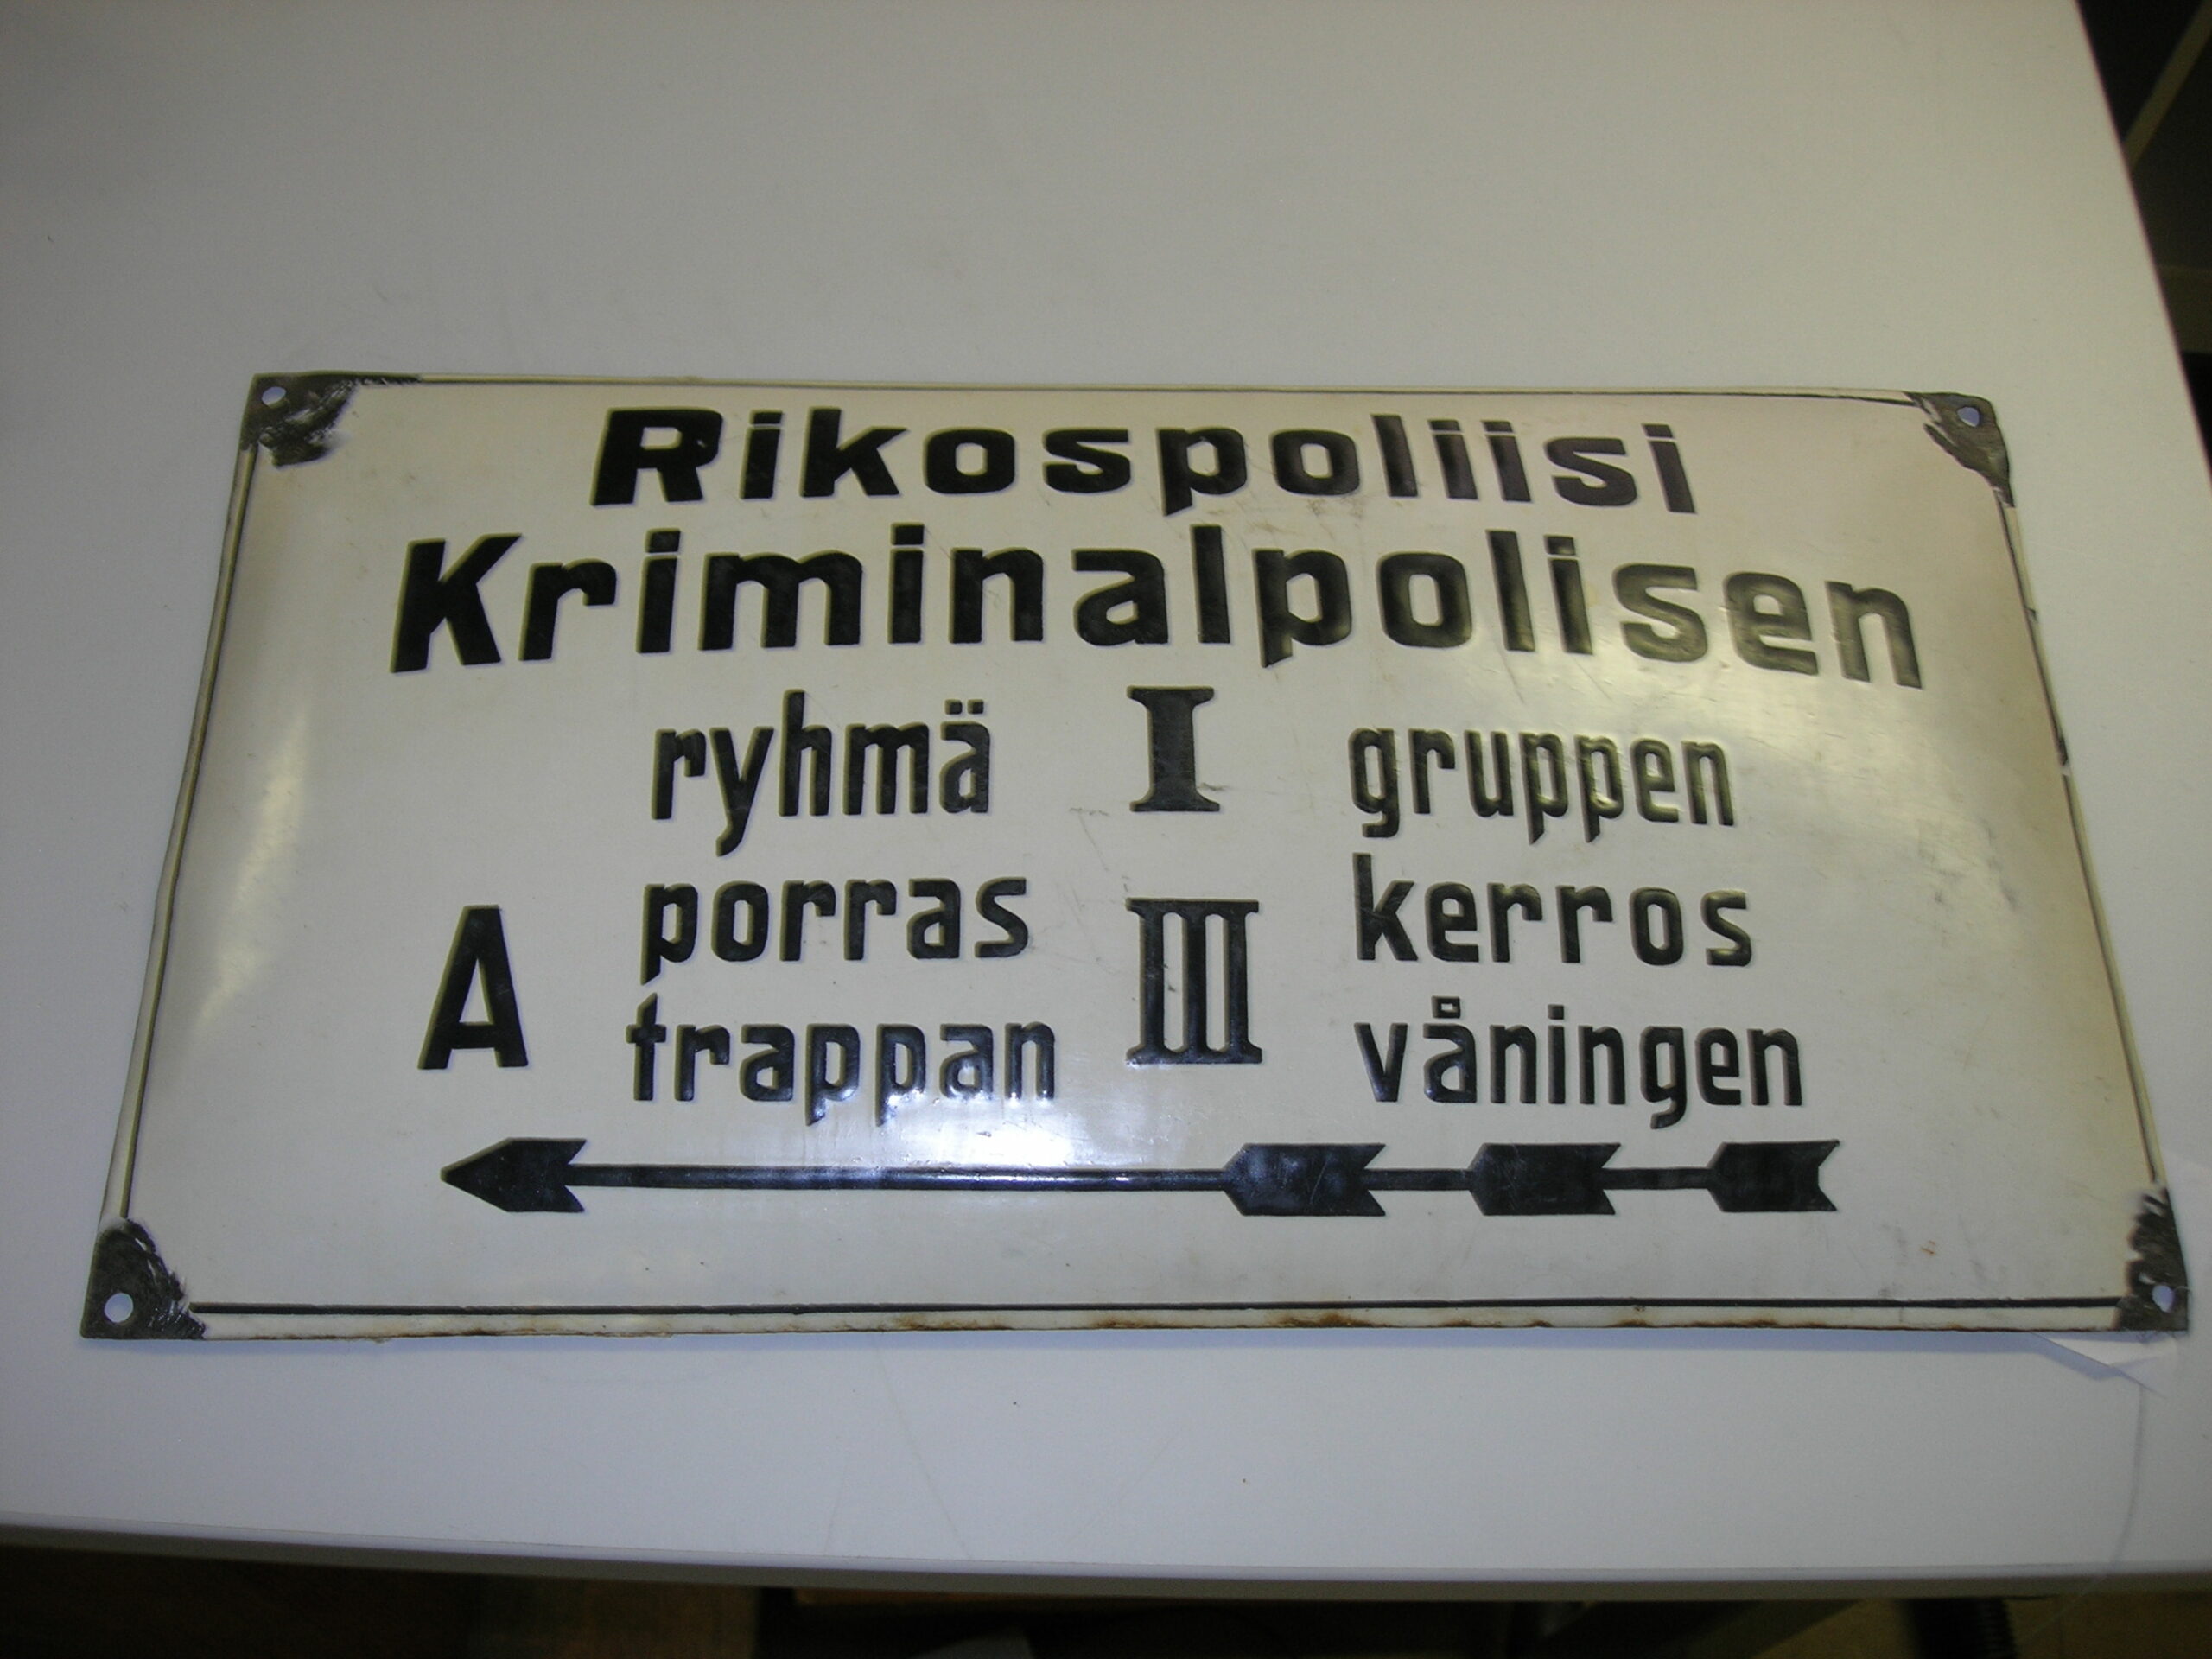 Rikospoliisi
Kriminalpolisen
ryhmä I gruppen
porras kerros
A III
trappan våningen